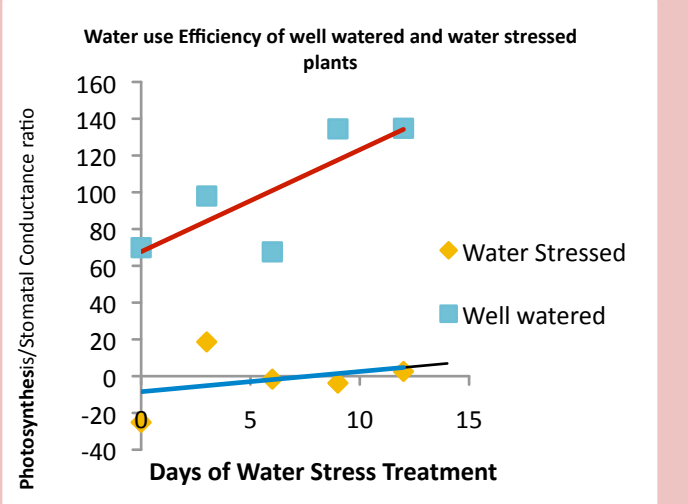 Water use Efficiency of well watered and water stressed
plants
Photosynthesis/Stomatal Conductance ratio
160
140
120
100
80
60
40
20
0
-20
-40
0
5
10
15
Water Stressed
Well watered
Days of Water Stress Treatment